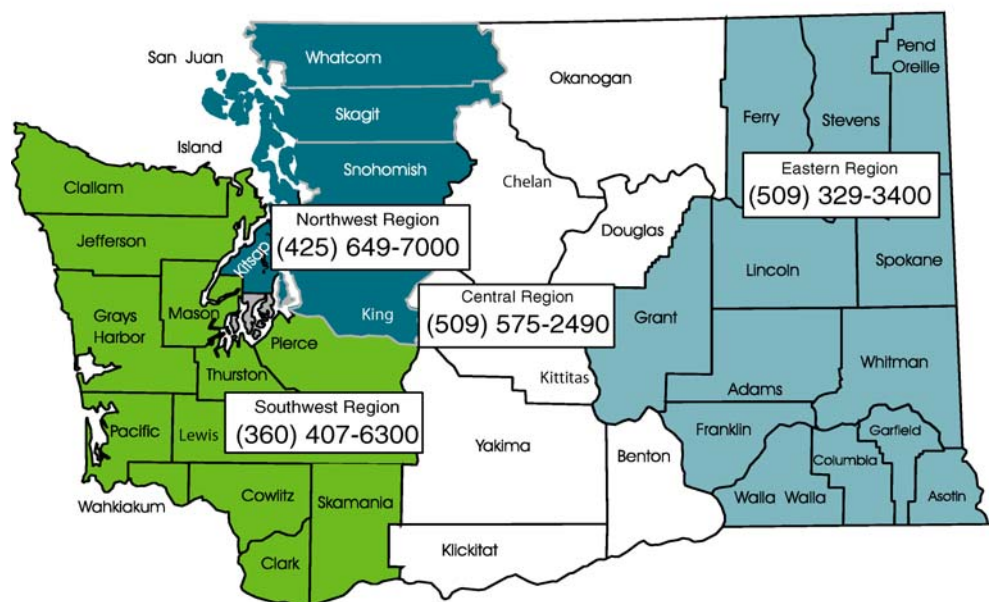 San Juan
Whatcom
Okanogan
Pend
Oreille
Skagit
Ferry
Stevens
Island
Snohomish
Chelan
Eastern Region
(509) 329-3400
Clallam
Northwest Region
(425) 649-7000
Douglas
Jefferson
Kitsap
Lincoln
Spokane
Central Region
(509) 575-2490
Mason
King
Grays
Harbor
Grant
Pierce
Whitman
Thurston
Kittitas
Adams
Southwest Region
(360) 407-6300
Pacific
Lewis
Franklin
Garfield
Yakima
Benton
Columbia
Wahkiakum
Cowlitz
Skamania
Walla Walla
Asotin
Klickitat
Clark